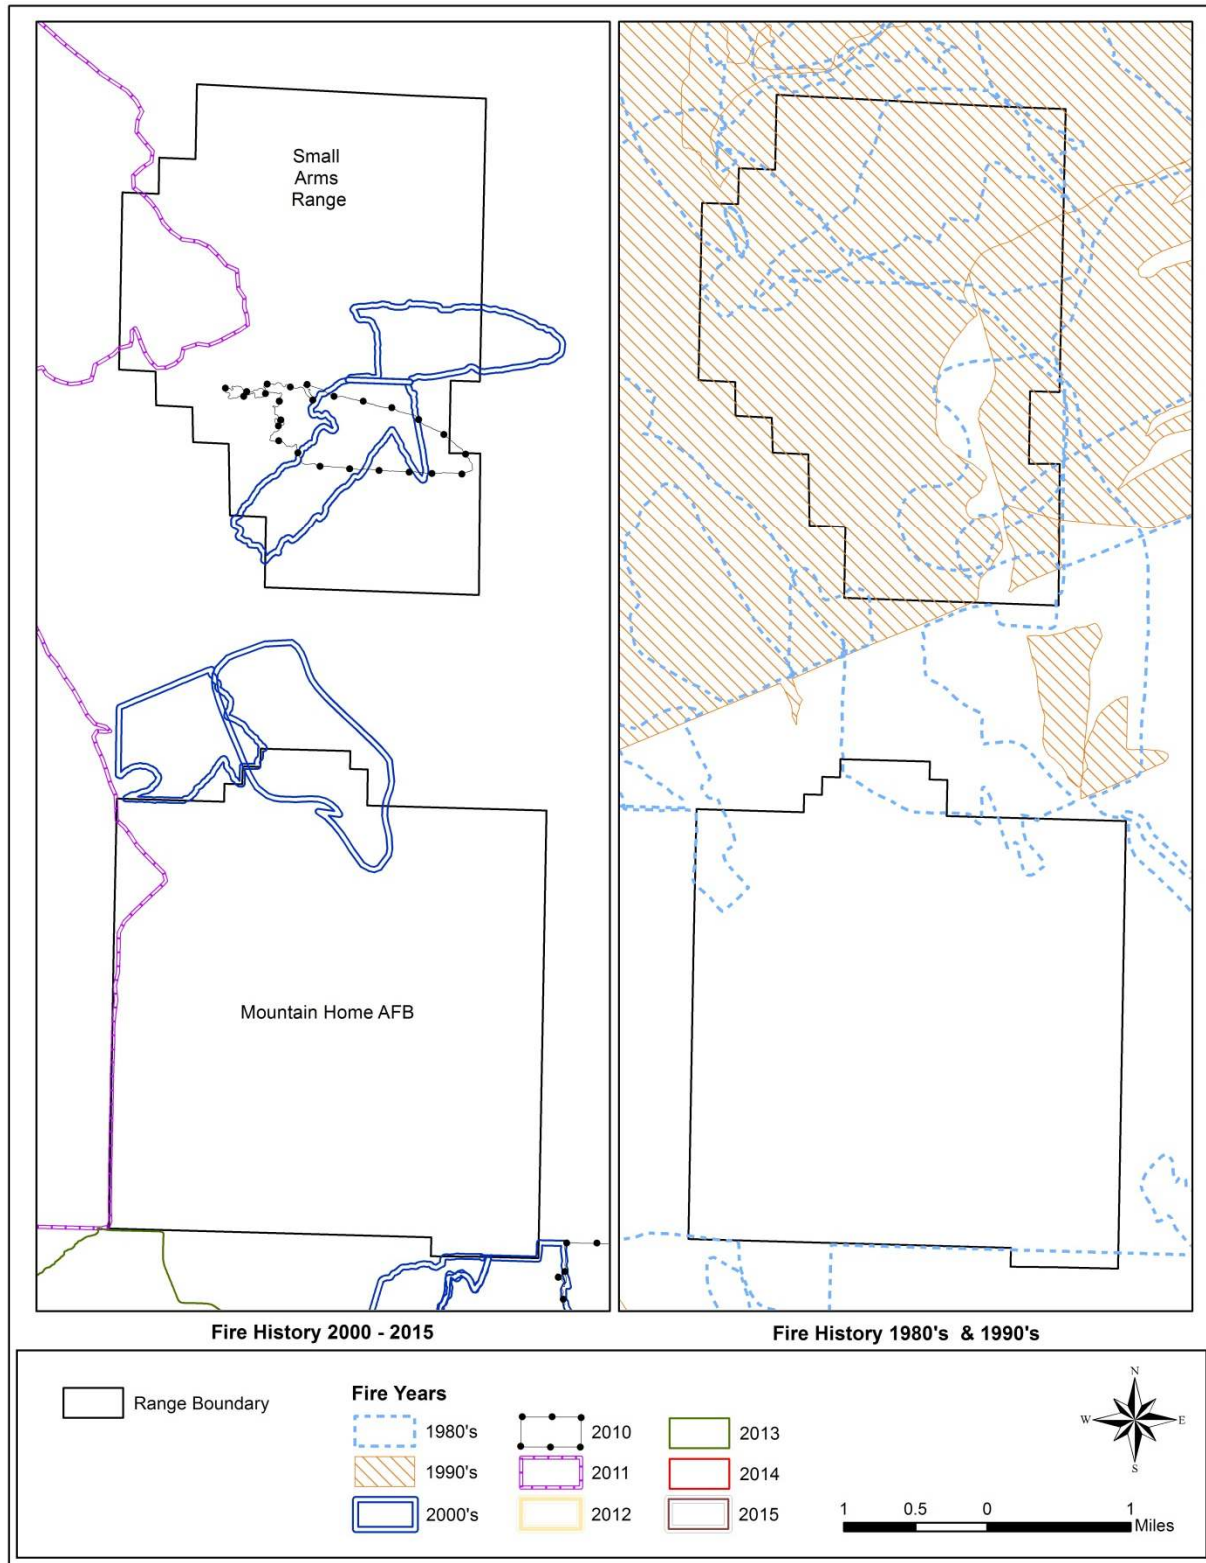 Small
Arms
Range
Mountain Home AFB
Fire History 2000 - 2015
Fire History 1980's & 1990's
Range Boundary
Fire Years
1980's
1990's
2000's
2010
2011
2012
2013
2014
2015
N
W
E
S
1 0.5 0 1
Miles